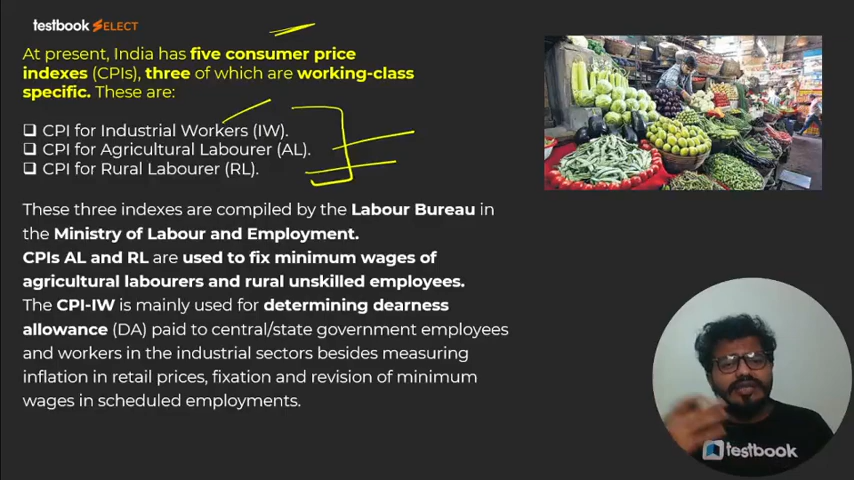 testbook SELECT
At present, India has five consumer price
indexes (CPIs), three of which are working-class
specific. These are:
❑ CPI for Industrial Workers (IW).
❑ CPI for Agricultural Labourer (AL).
❑ CPI for Rural Labourer (RL).
These three indexes are compiled by the Labour Bureau in
the Ministry of Labour and Employment.
CPIs AL and RL are used to fix minimum wages of
agricultural labourers and rural unskilled employees.
The CPI-IW is mainly used for determining dearness
allowance (DA) paid to central/state government employees
and workers in the industrial sectors besides measuring
inflation in retail prices, fixation and revision of minimum
wages in scheduled employments.
testbook